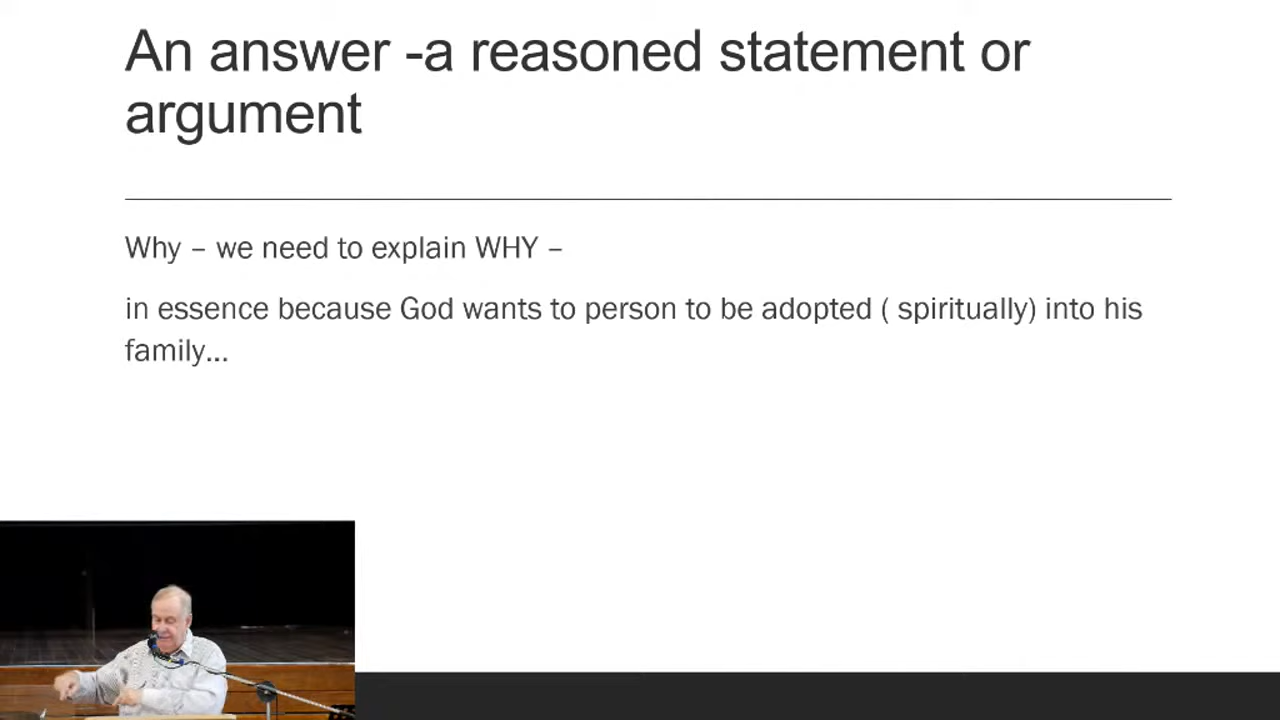 An answer -a reasoned statement or
argument
Why – we need to explain WHY –
in essence because God wants to person to be adopted ( spiritually) into his
family...